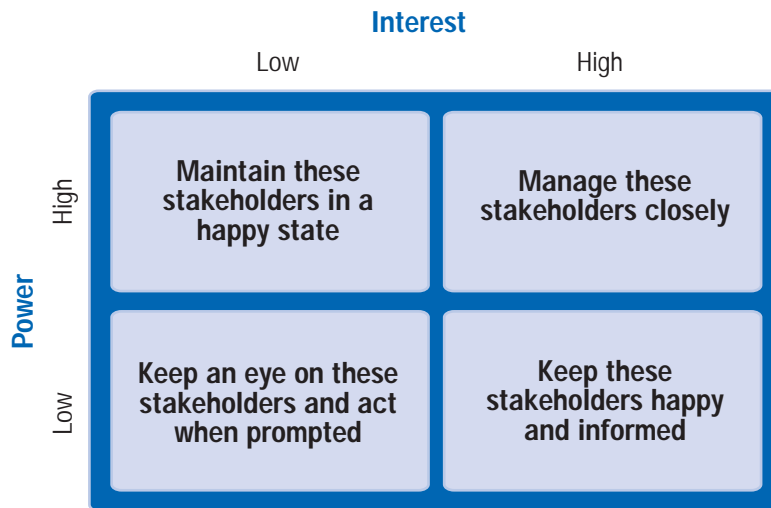 Interest
Low
High
Power
High
Maintain these
stakeholders in a
happy state
Manage these
stakeholders closely
Low
Keep an eye on these
stakeholders and act
when prompted
Keep these
stakeholders happy
and informed